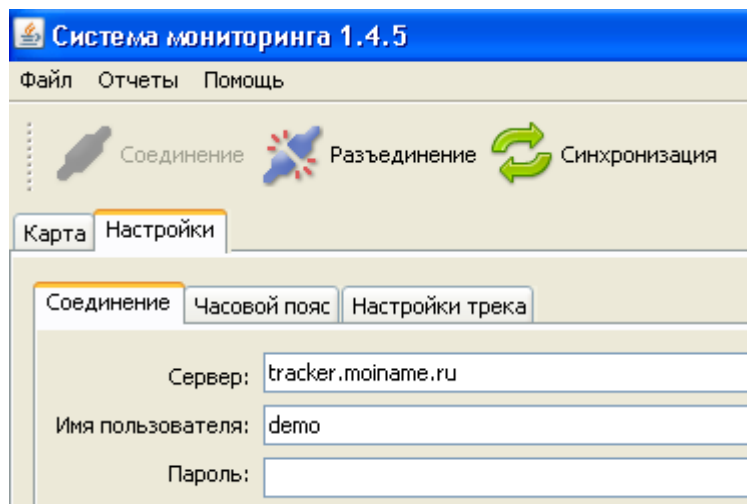 Система мониторинга 1.4.5
Файл Отчеты Помощь
Соединение Разъединение Синхронизация
Карта Настройки
Соединение Часовой пояс Настройки трека
Сервер: tracker.moiname.ru
Имя пользователя: demo
Пароль: